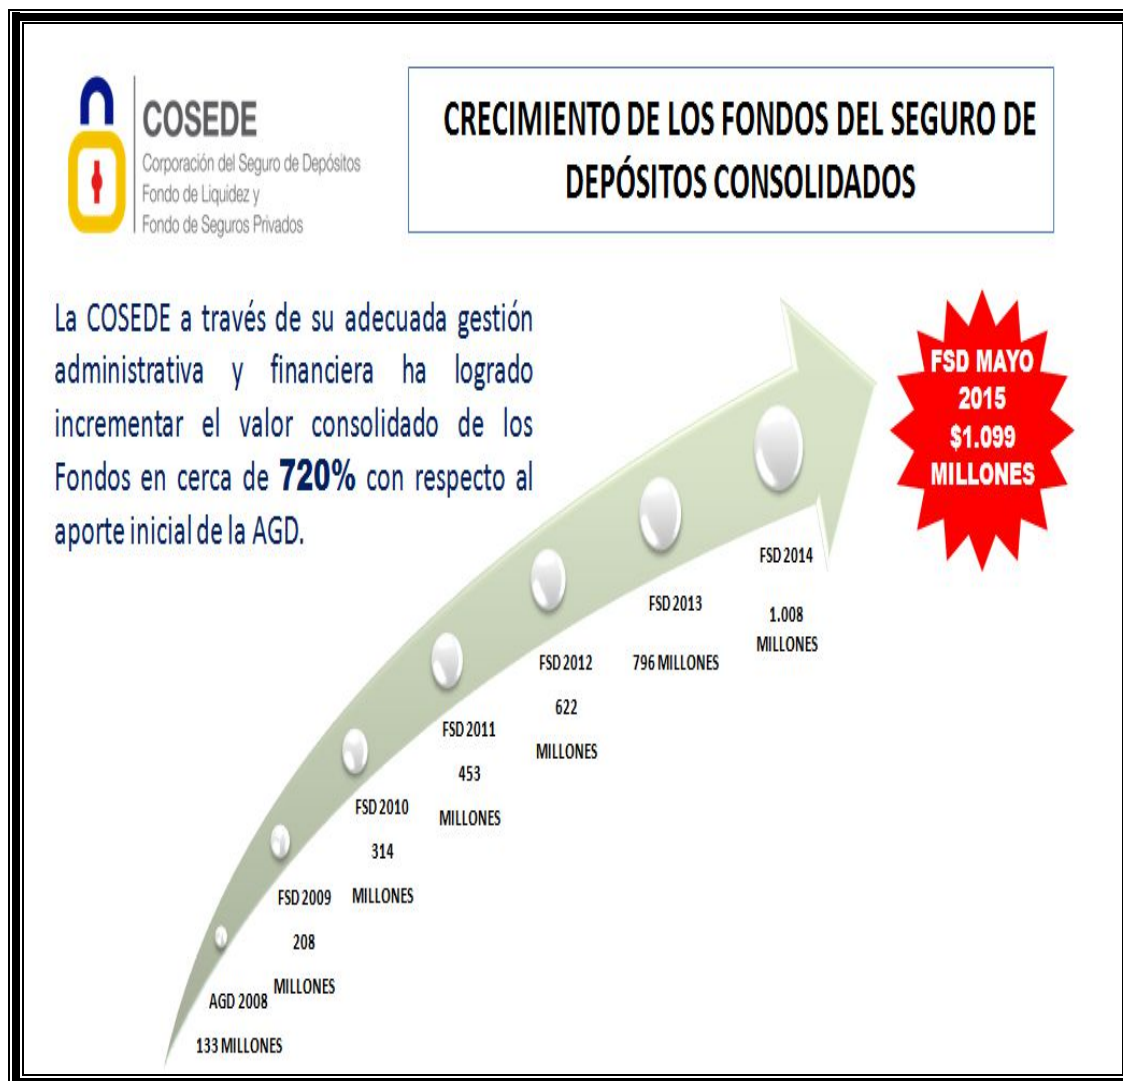 COSEDE
Corporación del Seguro de Depósitos
Fondo de Liquidez y
Fondo de Seguros Privados
CRECIMIENTO DE LOS FONDOS DEL SEGURO DE
DEPÓSITOS CONSOLIDADOS
La COSEDE a través de su adecuada gestión
administrativa y financiera ha logrado
incrementar el valor consolidado de los
Fondos en cerca de 720% con respecto al
aporte inicial de la AGD.
FSD MAYO
2015
$1.099
MILLONES
FSD 2014
1.008
MILLONES
FSD 2013
796 MILLONES
FSD 2012
622
MILLONES
FSD 2011
453
MILLONES
FSD 2010
314
MILLONES
FSD 2009
208
MILLONES
AGD 2008
133 MILLONES